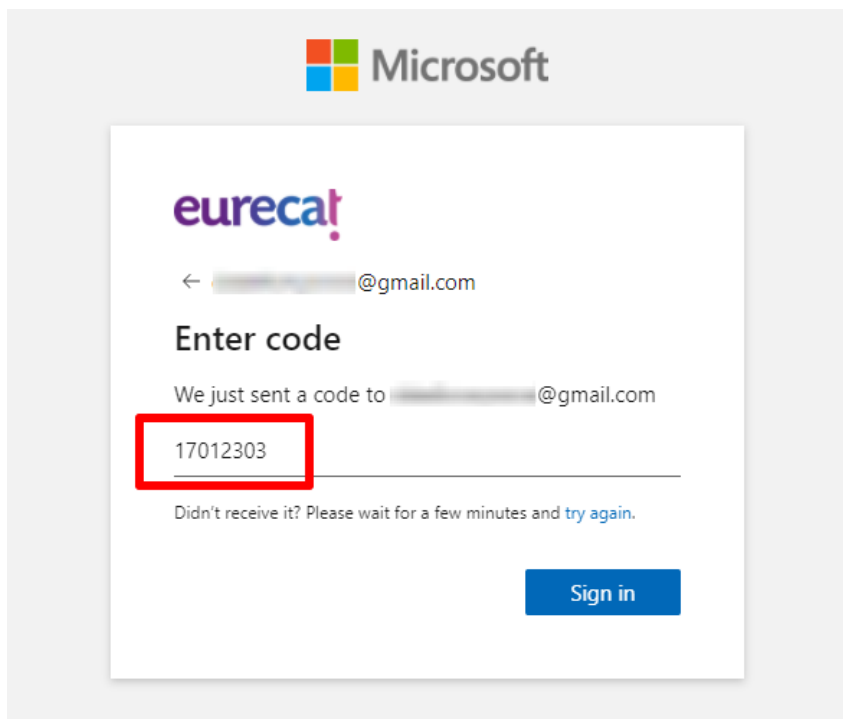 Microsoft
eurecat
← @gmail.com
Enter code
We just sent a code to @gmail.com
17012303
Didn't receive it? Please wait for a few minutes and try again.
Sign in